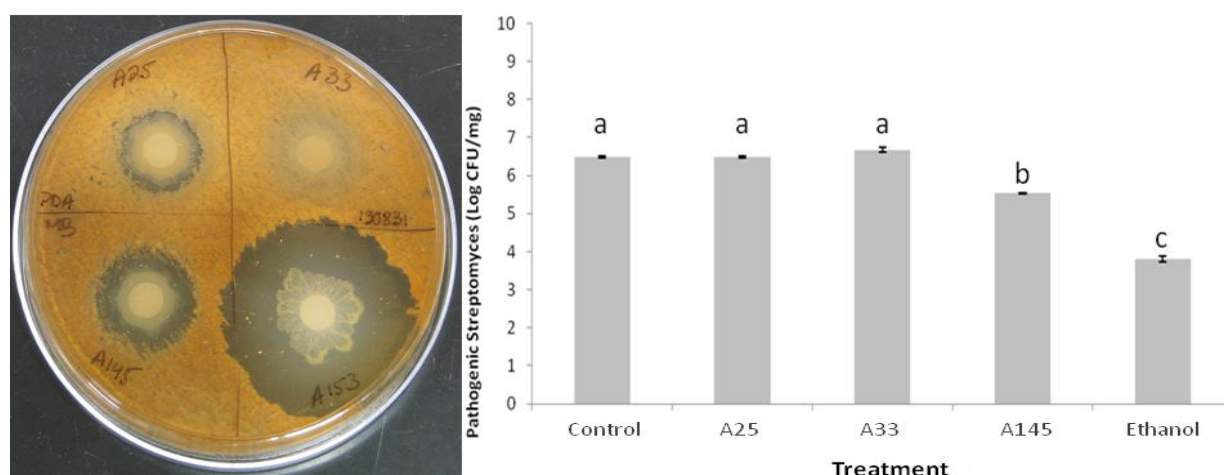 A25
A33
PDA
MB
130831
A145
A153
10
9
8
7
6
5
4
3
2
1
0
Pathogenic Streptomyces (Log CFU/mg)
a
a
a
b
c
Control A25 A33 A145 Ethanol
Treatment